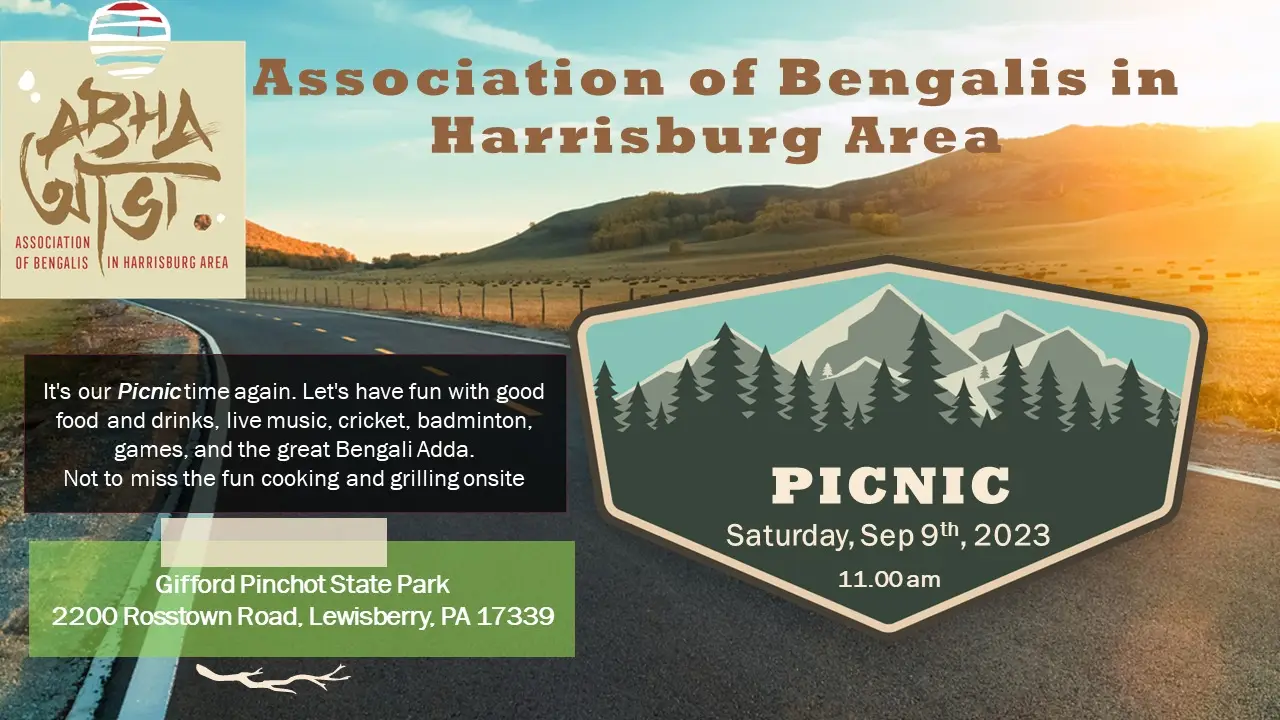 Association of Bengalis in
Harrisburg Area
ABHA
আভা
ASSOCIATION
OF BENGALIS IN HARRISBURG AREA
It's our Picnic time again. Let's have fun with good
food and drinks, live music, cricket, badminton,
games, and the great Bengali Adda.
Not to miss the fun cooking and grilling onsite
PICNIC
Saturday, Sep 9th, 2023
11.00 am
Gifford Pinchot State Park
2200 Rosstown Road, Lewisberry, PA 17339